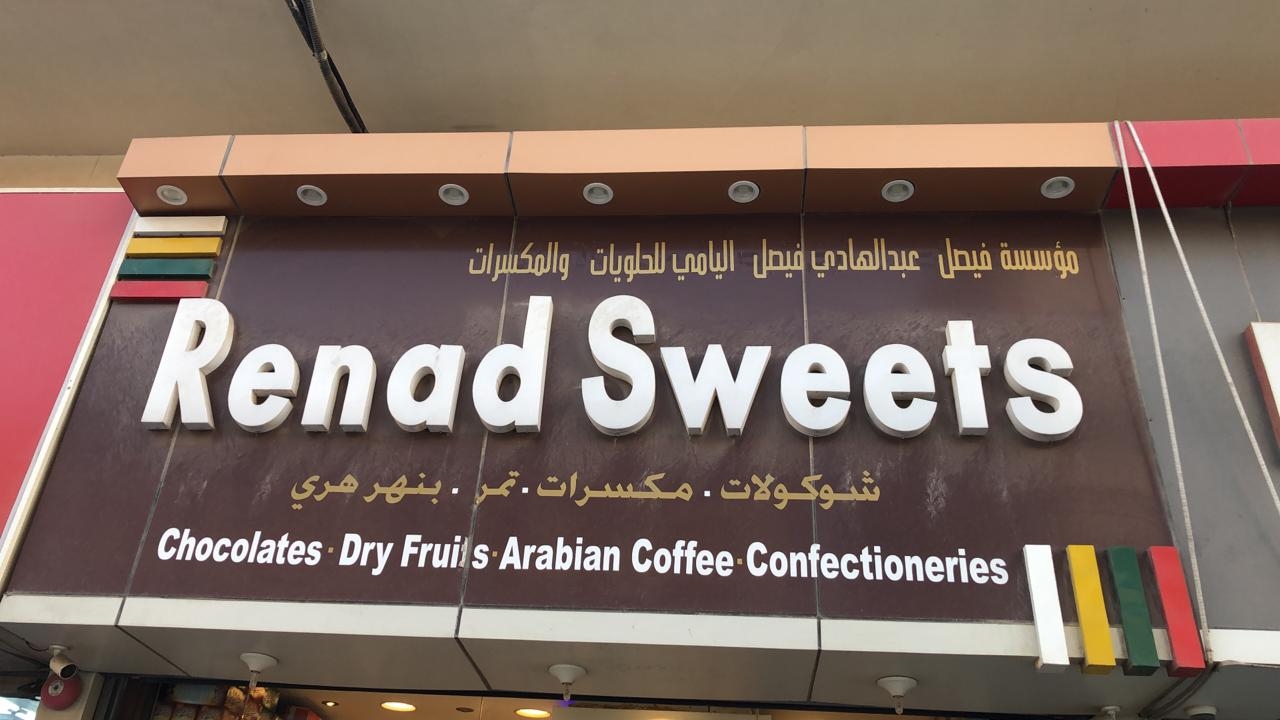 مؤسسة فيصل عبدالهادي فيصل اليامي للحلويات والمكسرات
Renad Sweets
شوكولات . مكسرات . تمر . بنهر هري
Chocolates · Dry Fruits · Arabian Coffee · Confectioneries